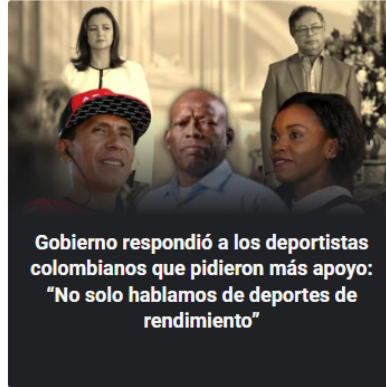 Gobierno respondió a los deportistas
colombianos que pidieron más apoyo:
“No solo hablamos de deportes de
rendimiento”